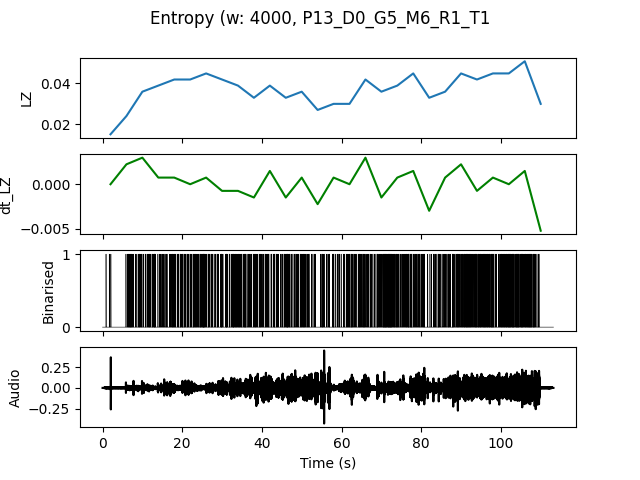 Entropy (w: 4000, P13_D0_G5_M6_R1_T1
0.04
0.02
LZ
0.000
−0.005
dt_LZ
1
0
Binarised
0.25
0.00
−0.25
Audio
0 20 40 60 80 100
Time (s)